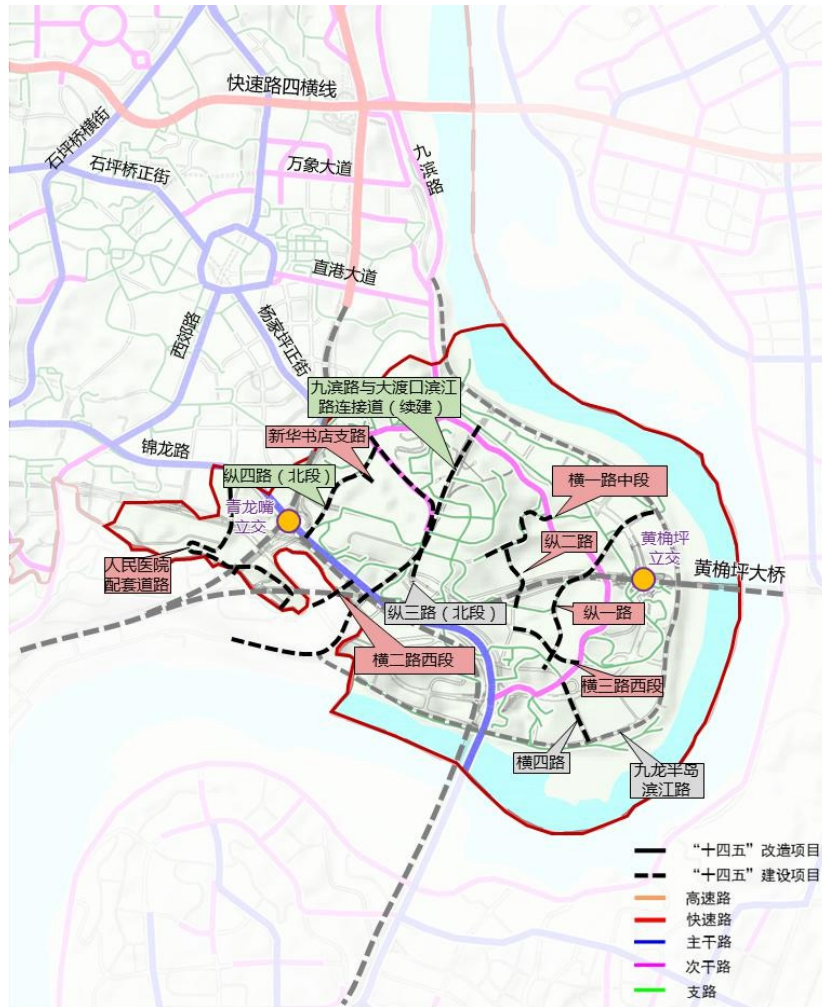 快速路四横线
石坪桥横街
石坪桥正街
万象大道
九滨路
直港大道
西郊路
杨家坪正街
九滨路与大渡口滨江
路连接道（续建）
新华书店支路
锦龙路
纵四路（北段）
横一路中段
青龙嘴
立交
纵二路
黄桷坪
立交
人民医院
配套道路
黄桷坪大桥
纵三路（北段）
纵一路
横二路西段
横三路西段
横四路
九龙半岛
滨江路
“十四五”改造项目
“十四五”建设项目
高速路
快速路
主干路
次干路
支路